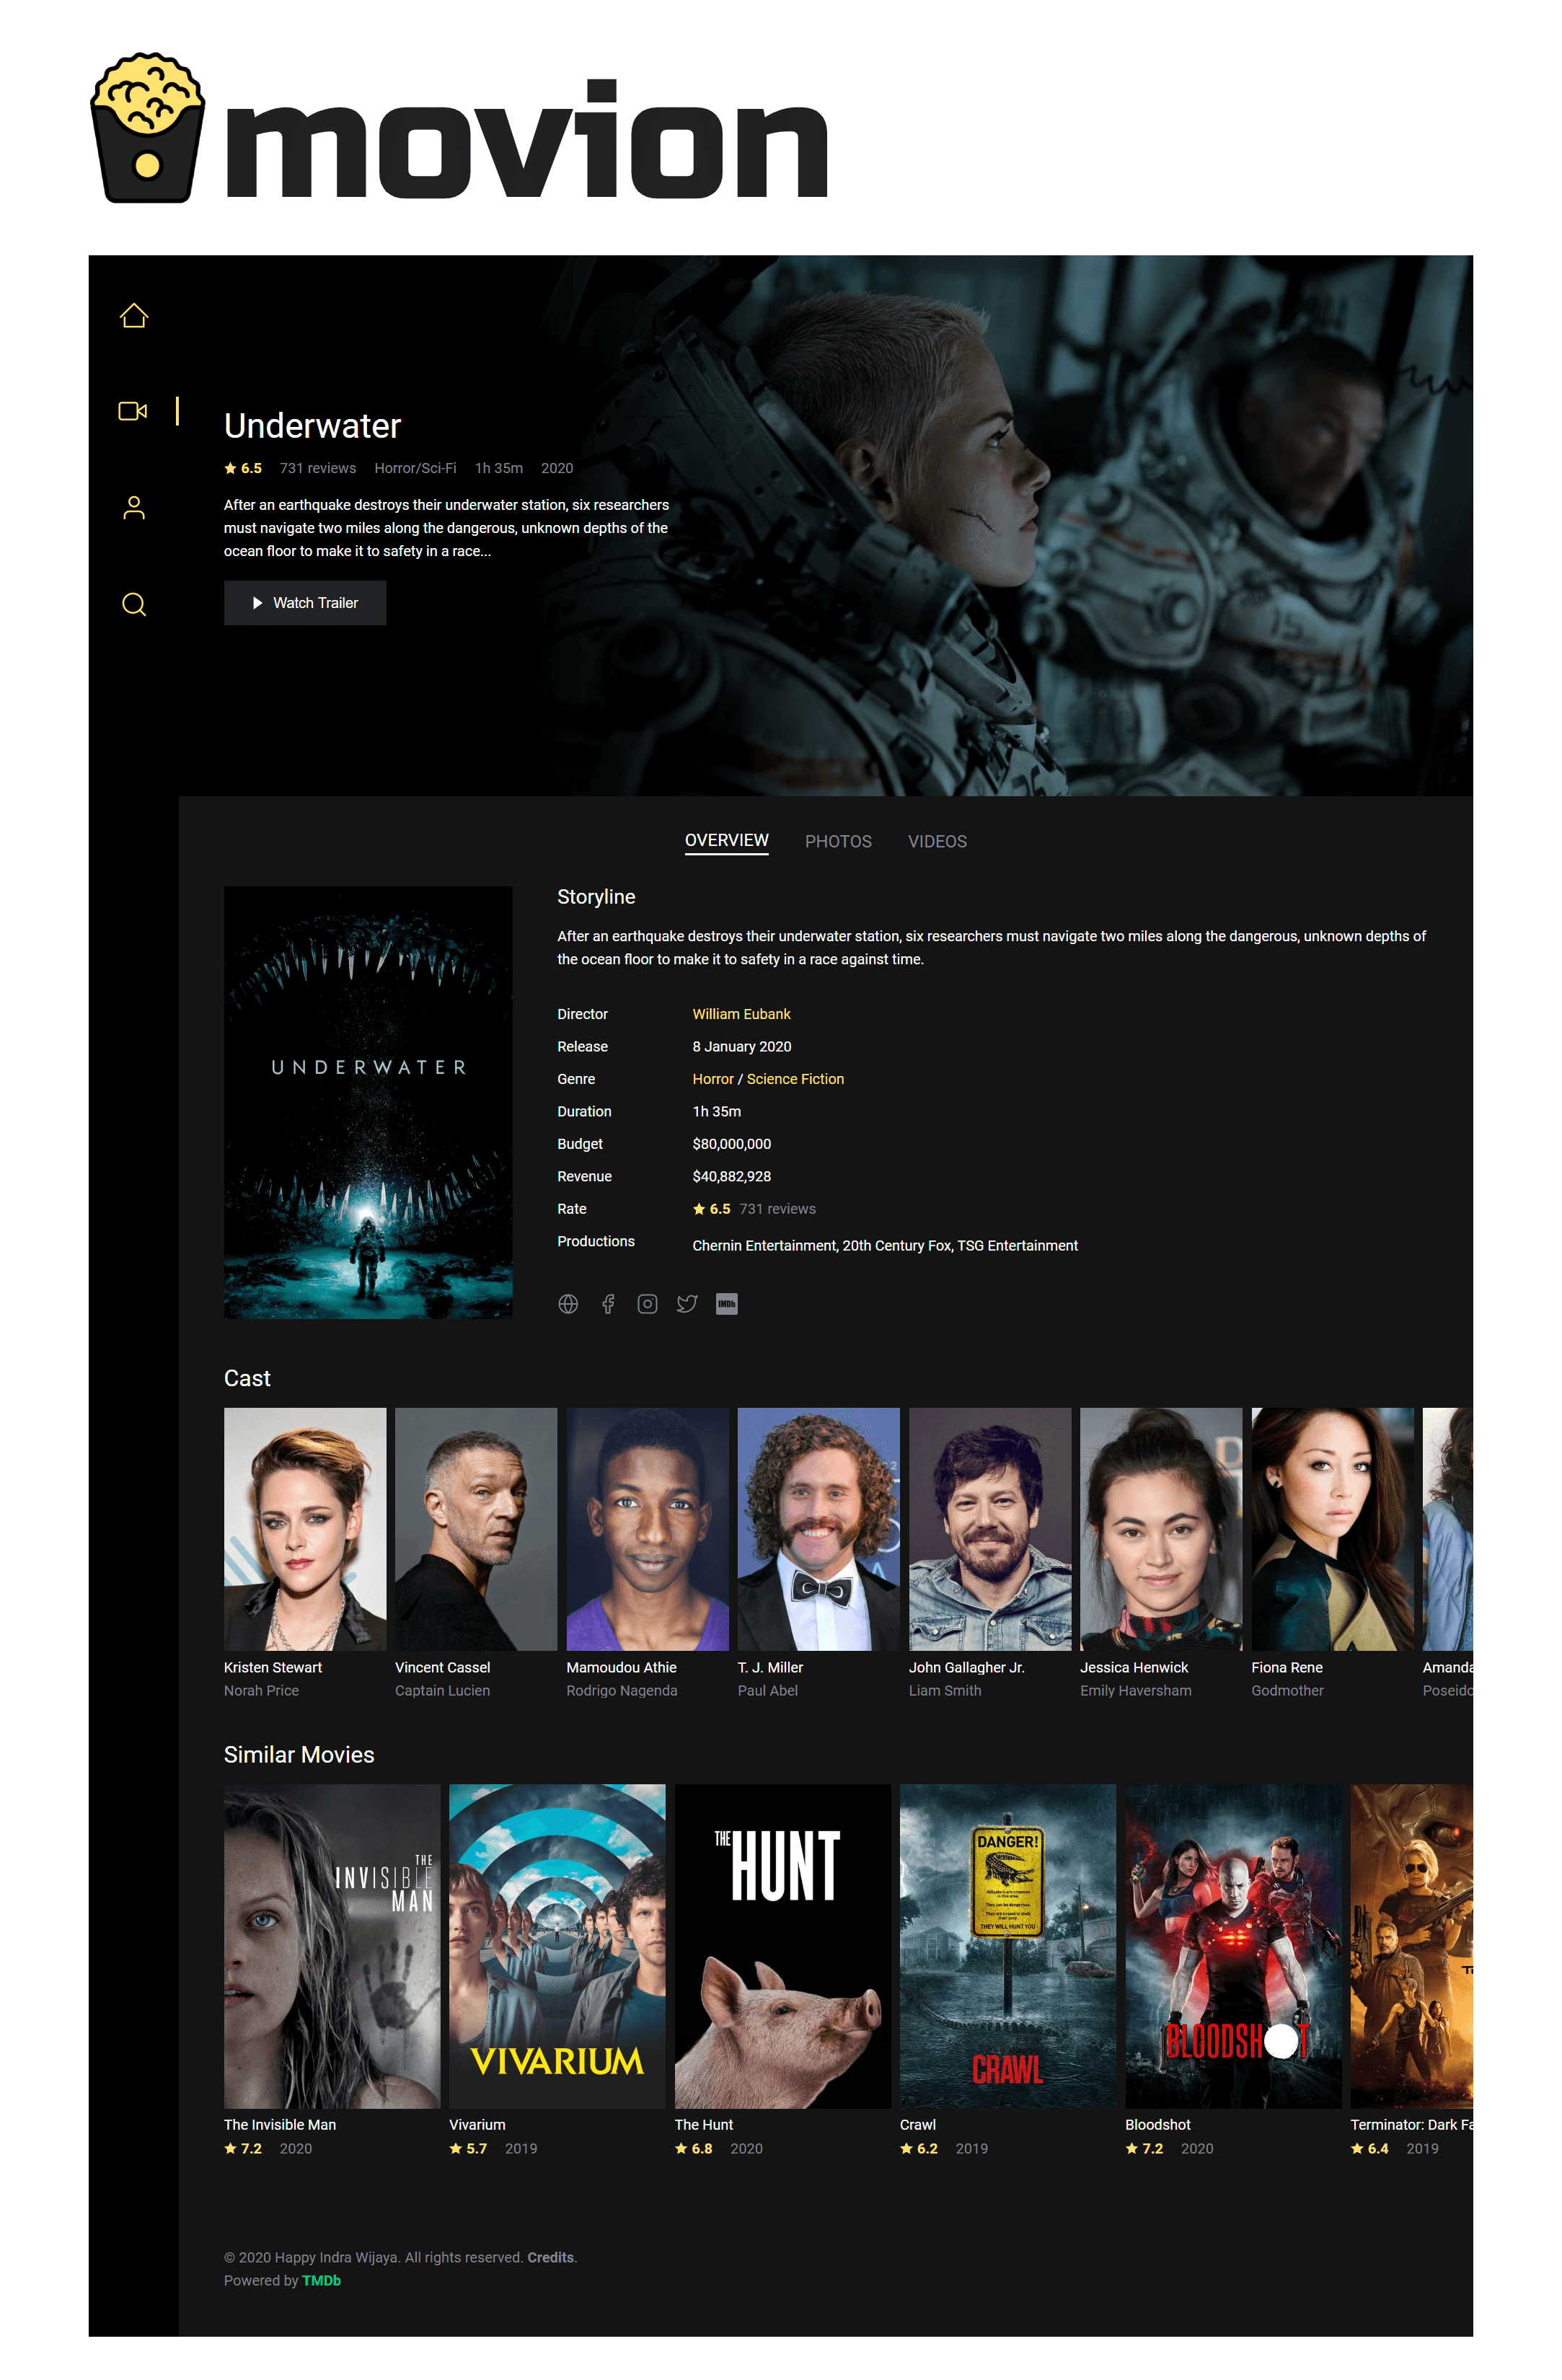 movion
Underwater
6.5 731 reviews Horror/Sci-Fi 1h 35m 2020
After an earthquake destroys their underwater station, six researchers
must navigate two miles along the dangerous, unknown depths of the
ocean floor to make it to safety in a race...
Watch Trailer
OVERVIEW PHOTOS VIDEOS
UNDERWATER
Storyline
After an earthquake destroys their underwater station, six researchers must navigate two miles along the dangerous, unknown depths of
the ocean floor to make it to safety in a race against time.
Director William Eubank
Release 8 January 2020
Genre Horror / Science Fiction
Duration 1h 35m
Budget $80,000,000
Revenue $40,882,928
Rate 6.5 731 reviews
Productions Chernin Entertainment, 20th Century Fox, TSG Entertainment
IMDb
Cast
Kristen Stewart Vincent Cassel Mamoudou Athie T. J. Miller John Gallagher Jr. Jessica Henwick Fiona Rene Amanda
Norah Price Captain Lucien Rodrigo Nagenda Paul Abel Liam Smith Emily Haversham Godmother Poseido
Similar Movies
THE
INVISIBLE
MAN
VIVARIUM
THE HUNT
DANGER!
THEY WILL HUNT YOU
CRAWL
BLOODSH T
The Invisible Man Vivarium The Hunt Crawl Bloodshot Terminator: Dark Fa
7.2 2020 5.7 2019 6.8 2020 6.2 2019 7.2 2020 6.4 2019
© 2020 Happy Indra Wijaya. All rights reserved. Credits.
Powered by TMDb